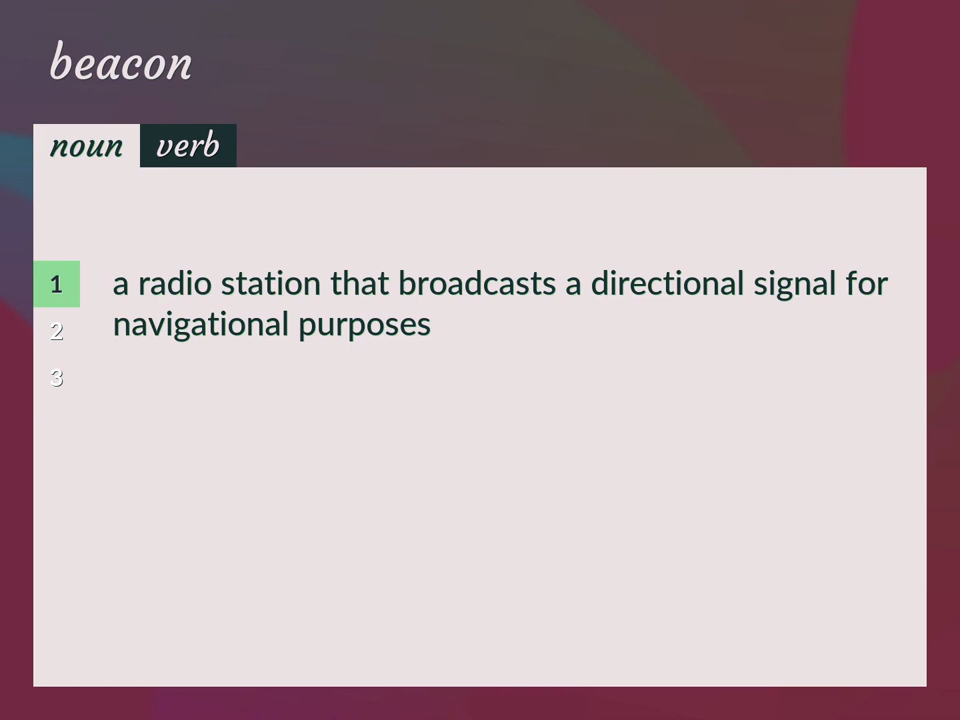 beacon
noun verb
1 a radio station that broadcasts a directional signal for
navigational purposes
2
3